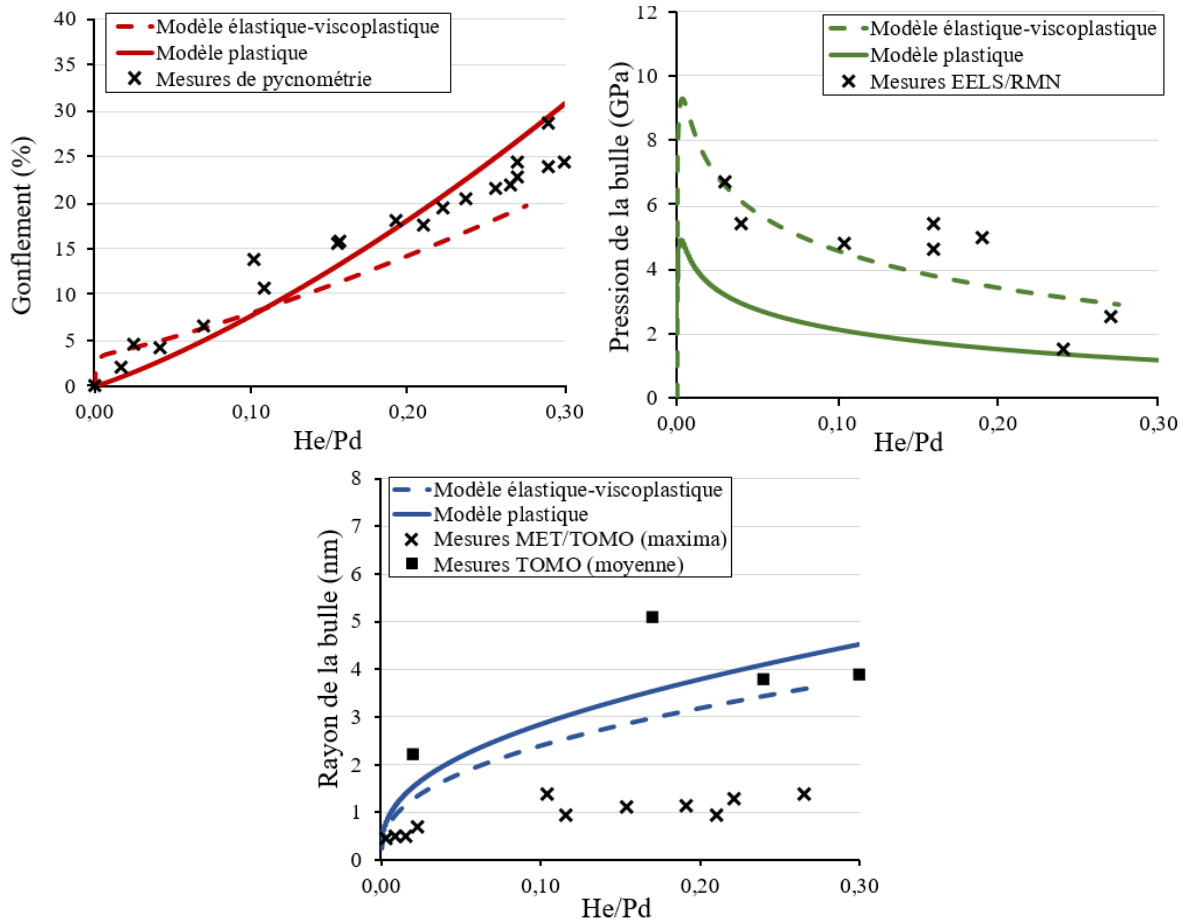 Gonflement (%)
40
35
30
25
20
15
10
5
0
Modèle élastique-viscoplastique
Modèle plastique
Mesures de pycnométrie
0,00
0,10
0,20
0,30
He/Pd
Pression de la bulle (GPa)
12
10
8
6
4
2
0
Modèle élastique-viscoplastique
Modèle plastique
Mesures EELS/RMN
0,00
0,10
0,20
0,30
He/Pd
Rayon de la bulle (nm)
8
7
6
5
4
3
2
1
0
Modèle élastique-viscoplastique
Modèle plastique
Mesures MET/TOMO (maxima)
Mesures TOMO (moyenne)
0,00
0,10
0,20
0,30
He/Pd